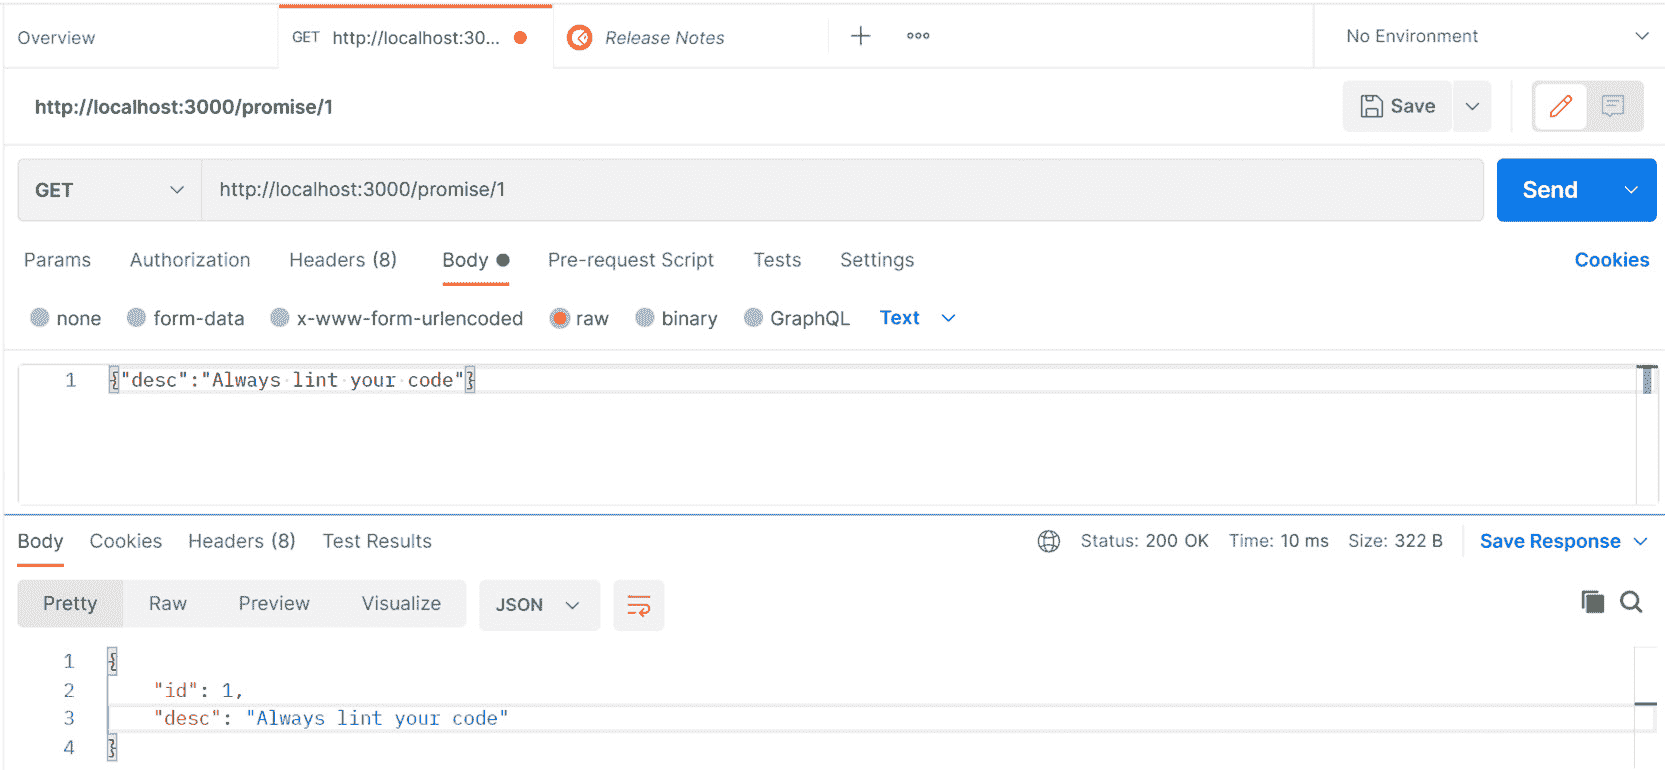 Overview GET http://localhost:30... Release Notes No Environment
http://localhost:3000/promise/1 Save
GET http://localhost:3000/promise/1 Send
Params Authorization Headers (8) Body Pre-request Script Tests Settings Cookies
none form-data x-www-form-urlencoded raw binary GraphQL Text
1 {"desc":"Always lint your code"}
Body Cookies Headers (8) Test Results Status: 200 OK Time: 10 ms Size: 322 B Save Response
Pretty Raw Preview Visualize JSON
1 {
2 "id": 1,
3 "desc": "Always lint your code"
4 }